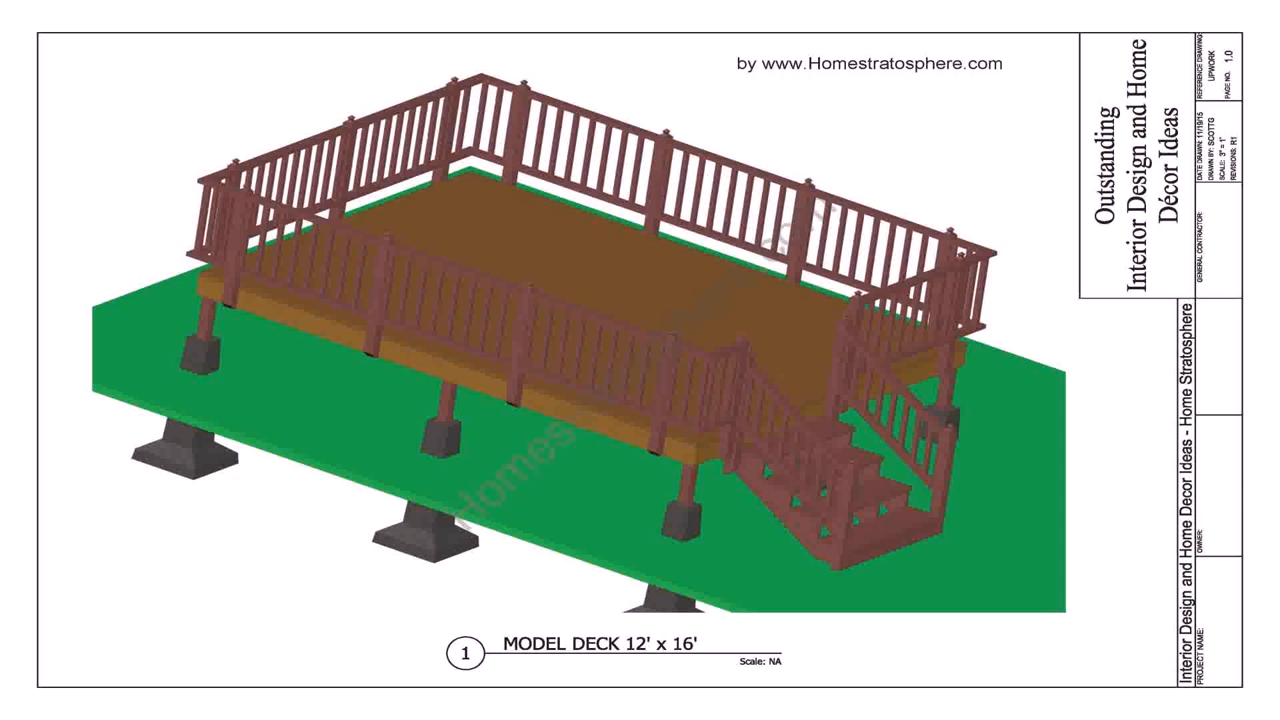 by www.Homestratosphere.com
Outstanding
Interior Design and Home
Décor Ideas
REFERENCE DRAWING:
UPWORK
PAGE NO. 1.0
DATE DRAWN: 11/19/15
DRAWN BY: SCOTTG
SCALE: 3" = 1'
REVISIONS: R1
GENERAL CONTRACTOR:
Interior Design and Home Decor Ideas - Home Stratosphere
OWNER:
PROJECT NAME:
1
MODEL DECK 12' x 16'
Scale: NA